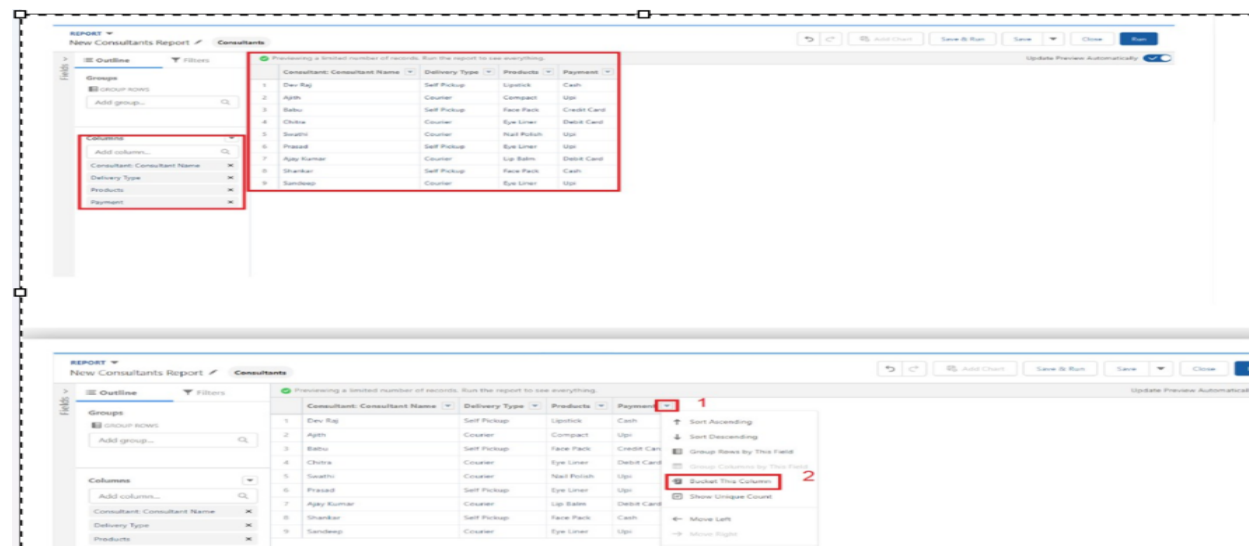 REPORT
New Consultants Report Consultants
Add Chart Save & Run Save Close Run
Fields
Outline Filters
Previewing a limited number of records. Run the report to see everything.
Update Preview Automatically
Groups
GROUP ROWS
Add group...
Columns
Add column...
Consultant: Consultant Name
Delivery Type
Products
Payment
Consultant: Consultant Name Delivery Type Products Payment
1 Dev Raj Self Pickup Lipstick Cash
2 Ajith Courier Compact Upi
3 Babu Self Pickup Face Pack Credit Card
4 Chitra Courier Eye Liner Debit Card
5 Swathi Courier Nail Polish Upi
6 Prasad Self Pickup Eye Liner Upi
7 Ajay Kumar Courier Lip Balm Debit Card
8 Shankar Self Pickup Face Pack Cash
9 Sandeep Courier Eye Liner Upi
REPORT
New Consultants Report Consultants
Add Chart Save & Run Save Close
Fields
Outline Filters
Previewing a limited number of records. Run the report to see everything.
Update Preview Automatical
Groups
GROUP ROWS
Add group...
Columns
Add column...
Consultant: Consultant Name
Delivery Type
Products
Consultant: Consultant Name Delivery Type Products Payment 1
1 Dev Raj Self Pickup Lipstick Cash
2 Ajith Courier Compact Upi
3 Babu Self Pickup Face Pack Credit Car
4 Chitra Courier Eye Liner Debit Card
5 Swathi Courier Nail Polish Upi
6 Prasad Self Pickup Eye Liner Upi
7 Ajay Kumar Courier Lip Balm Debit Card
8 Shankar Self Pickup Face Pack Cash
9 Sandeep Courier Eye Liner Upi
Sort Ascending
Sort Descending
Group Rows by This Field
Group Columns by This Field
Bucket This Column 2
Show Unique Count
Move Left
Move Right